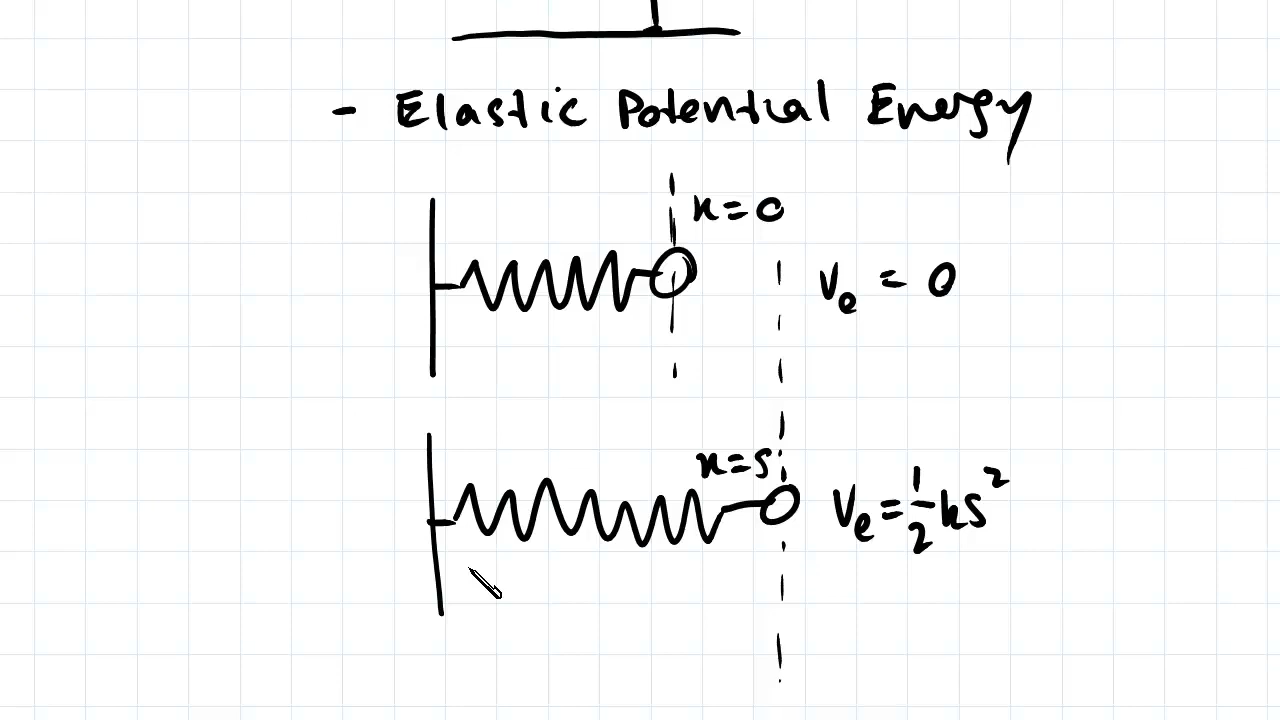 - Elastic Potential Energy
x=0
Ve = 0
x=s
Ve=½ks²